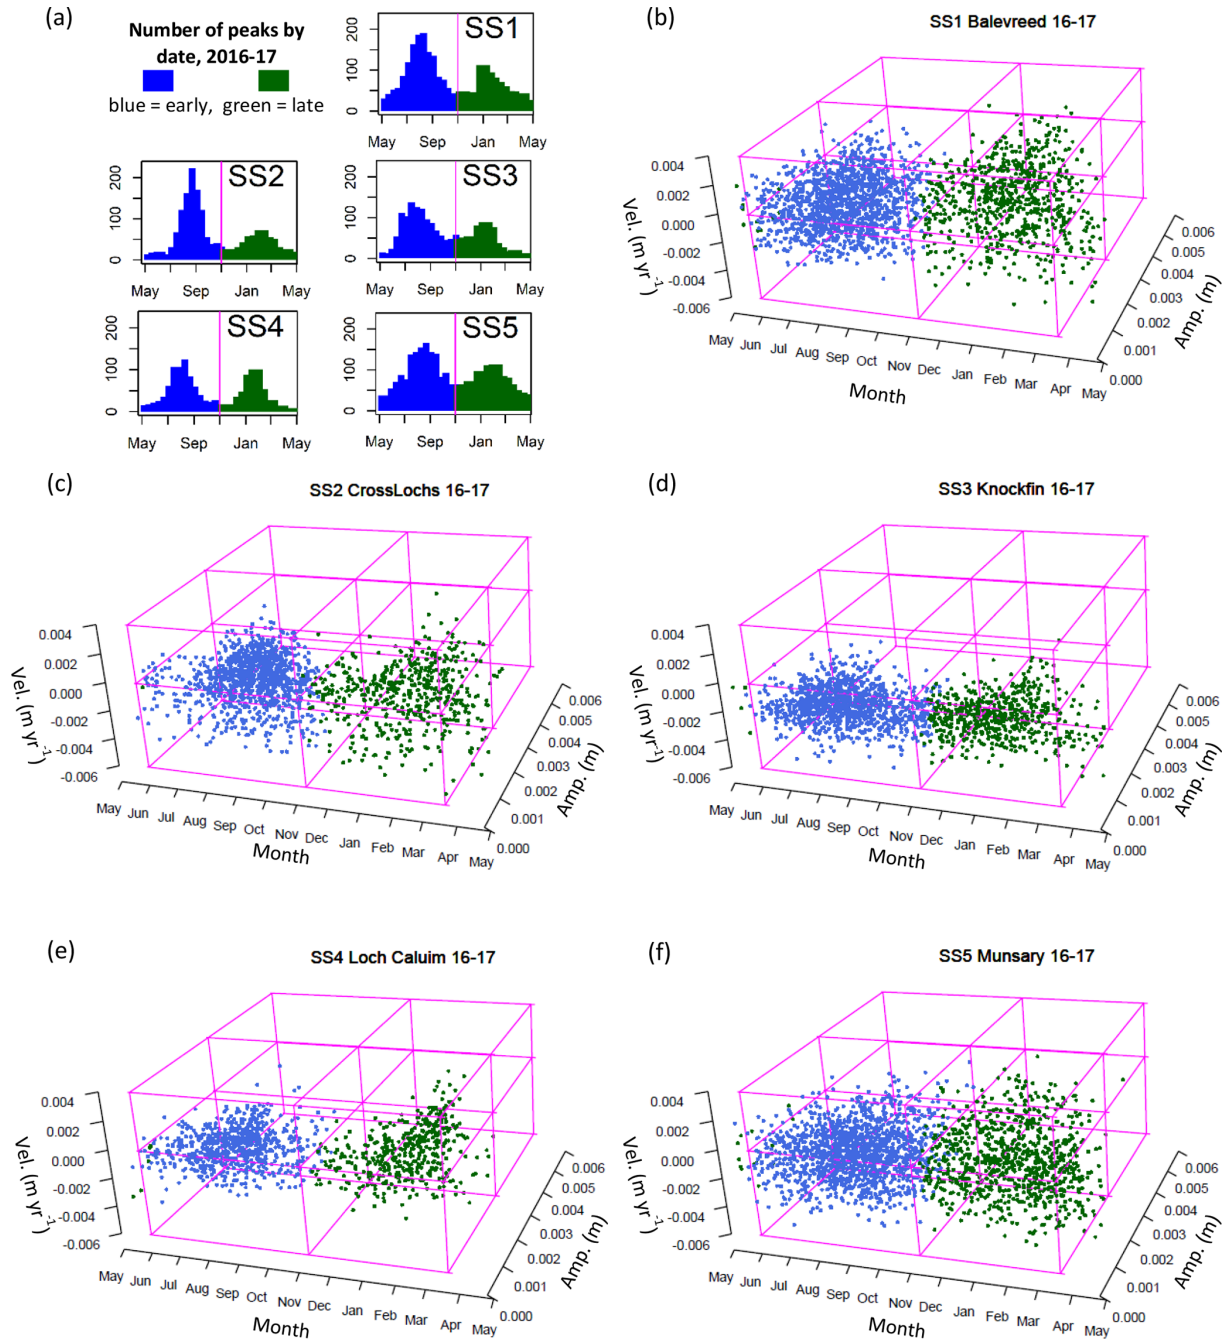 (a)
Number of peaks by
date, 2016-17
blue = early, green = late
SS1
200
100
0
May Sep Jan May
SS2
200
100
0
May Sep Jan May
SS3
200
100
0
May Sep Jan May
SS4
200
100
0
May Sep Jan May
SS5
200
100
0
May Sep Jan May
(b)
SS1 Balevreed 16-17
0.004
0.002
0.000
-0.002
-0.004
-0.006
Vel. (m yr-1)
May Jun Jul Aug Sep Oct Nov Dec Jan Feb Mar Apr May
Month
0.006
0.005
0.004
0.003
0.002
0.001
0.000
Amp. (m)
(c)
SS2 CrossLochs 16-17
0.004
0.002
0.000
-0.002
-0.004
-0.006
Vel. (m yr-1)
May Jun Jul Aug Sep Oct Nov Dec Jan Feb Mar Apr May
Month
0.006
0.005
0.004
0.003
0.002
0.001
0.000
Amp. (m)
(d)
SS3 Knockfin 16-17
0.004
0.002
0.000
-0.002
-0.004
-0.006
Vel. (m yr-1)
May Jun Jul Aug Sep Oct Nov Dec Jan Feb Mar Apr May
Month
0.006
0.005
0.004
0.003
0.002
0.001
0.000
Amp. (m)
(e)
SS4 Loch Caluim 16-17
0.004
0.002
0.000
-0.002
-0.004
-0.006
Vel. (m yr-1)
May Jun Jul Aug Sep Oct Nov Dec Jan Feb Mar Apr May
Month
0.006
0.005
0.004
0.003
0.002
0.001
0.000
Amp. (m)
(f)
SS5 Munsary 16-17
0.004
0.002
0.000
-0.002
-0.004
-0.006
Vel. (m yr-1)
May Jun Jul Aug Sep Oct Nov Dec Jan Feb Mar Apr May
Month
0.006
0.005
0.004
0.003
0.002
0.001
0.000
Amp. (m)